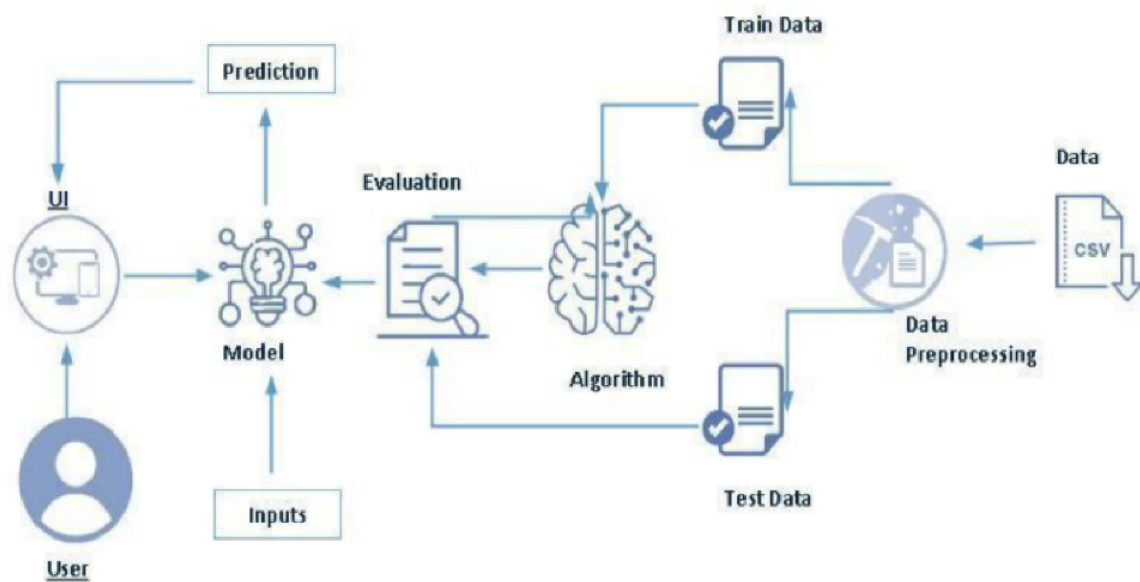 Train Data
Prediction
Data
Evaluation
UI
CSV
Data
Preprocessing
Model
Algorithm
Inputs
Test Data
User